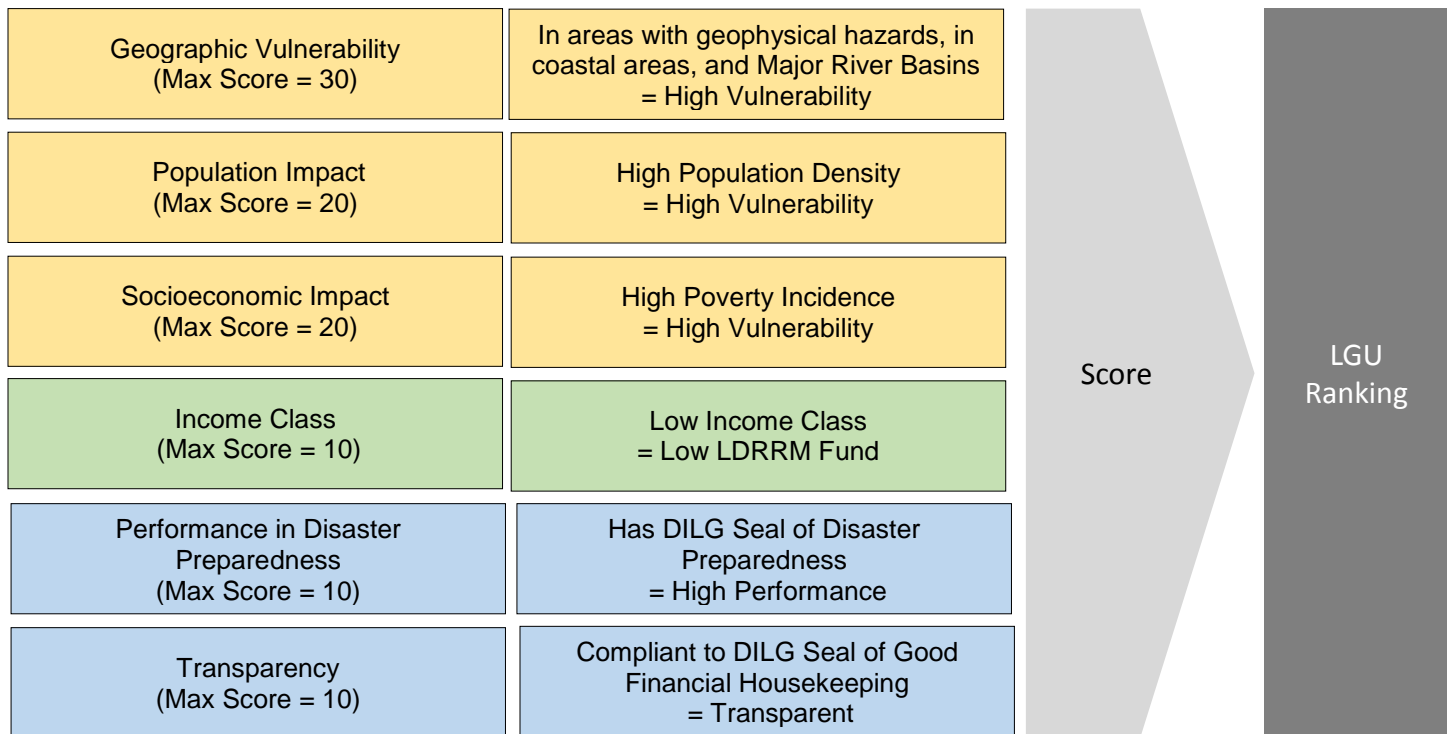 Geographic Vulnerability
(Max Score = 30)
In areas with geophysical hazards, in
coastal areas, and Major River Basins
= High Vulnerability
Population Impact
(Max Score = 20)
High Population Density
= High Vulnerability
Socioeconomic Impact
(Max Score = 20)
High Poverty Incidence
= High Vulnerability
Income Class
(Max Score = 10)
Low Income Class
= Low LDRRM Fund
Performance in Disaster
Preparedness
(Max Score = 10)
Has DILG Seal of Disaster
Preparedness
= High Performance
Transparency
(Max Score = 10)
Compliant to DILG Seal of Good
Financial Housekeeping
= Transparent
Score
LGU
Ranking